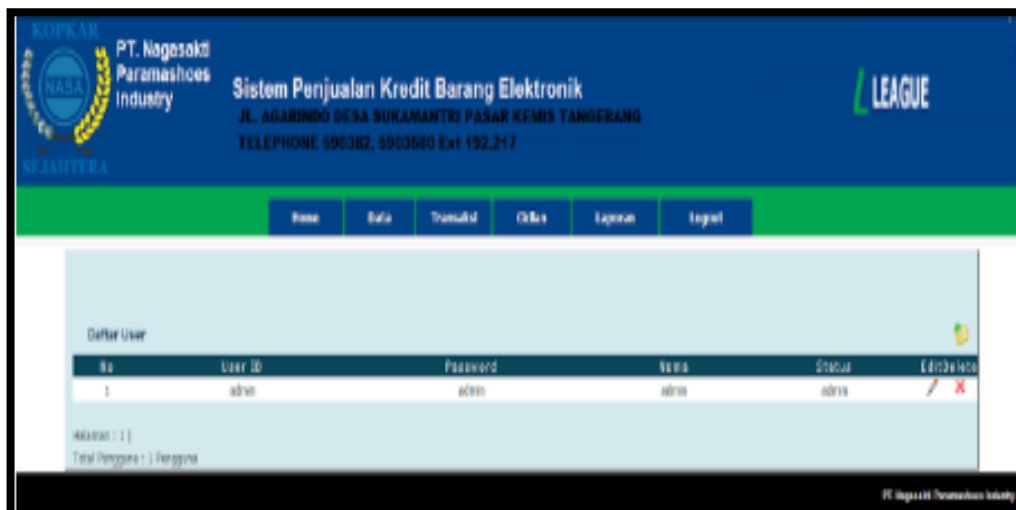 KOPKAR
NASA
SEJAHTERA
PT. Nagasakti
Paramashoes
Industry
Sistem Penjualan Kredit Barang Elektronik
JL. AGARINDO DESA SUKAMANTRI PASAR KEMIS TANGERANG
TELEPHONE 590382, 5903580 Ext 192.217
LEAGUE
Home Data Transaksi Cicilan Laporan Logout
Daftar User
No User ID Password Nama Status Edit Delete
1 admin admin admin admin
Halaman : 1 |
Total Pengguna : 1 Pengguna
PT Nagasakti Paramashoes Industry